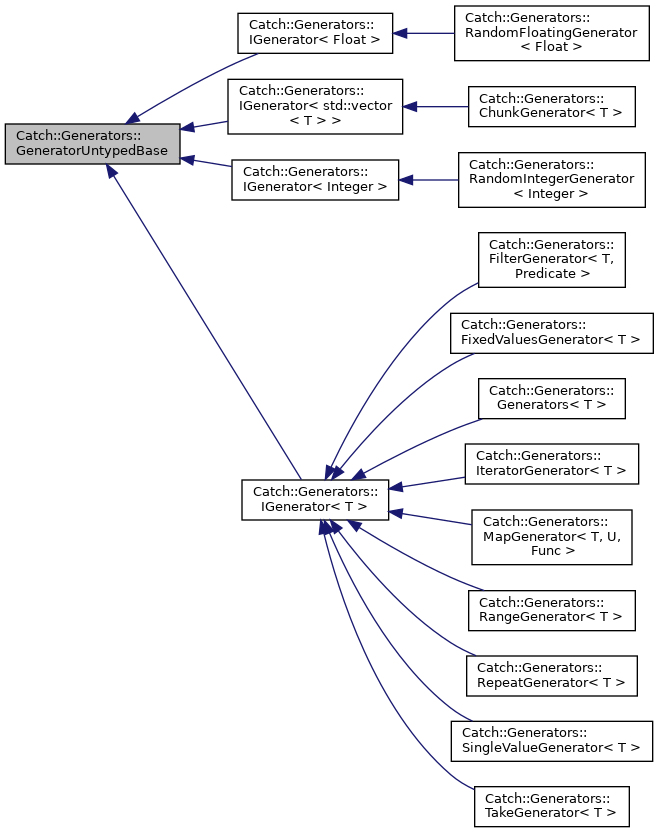 Catch::Generators::
IGenerator< Float >
Catch::Generators::
RandomFloatingGenerator
< Float >
Catch::Generators::
IGenerator< std::vector
< T > >
Catch::Generators::
ChunkGenerator< T >
Catch::Generators::
GeneratorUntypedBase
Catch::Generators::
IGenerator< Integer >
Catch::Generators::
RandomIntegerGenerator
< Integer >
Catch::Generators::
FilterGenerator< T,
Predicate >
Catch::Generators::
FixedValuesGenerator< T >
Catch::Generators::
Generators< T >
Catch::Generators::
IteratorGenerator< T >
Catch::Generators::
IGenerator< T >
Catch::Generators::
MapGenerator< T, U,
Func >
Catch::Generators::
RangeGenerator< T >
Catch::Generators::
RepeatGenerator< T >
Catch::Generators::
SingleValueGenerator< T >
Catch::Generators::
TakeGenerator< T >